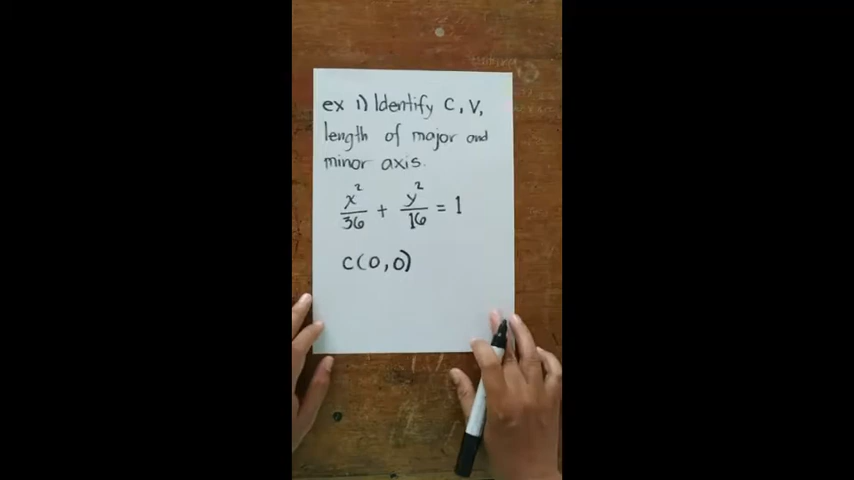 ex 1) Identify C, V,
length of major and
minor axis.
x²/36 + y²/16 = 1
C(0,0)